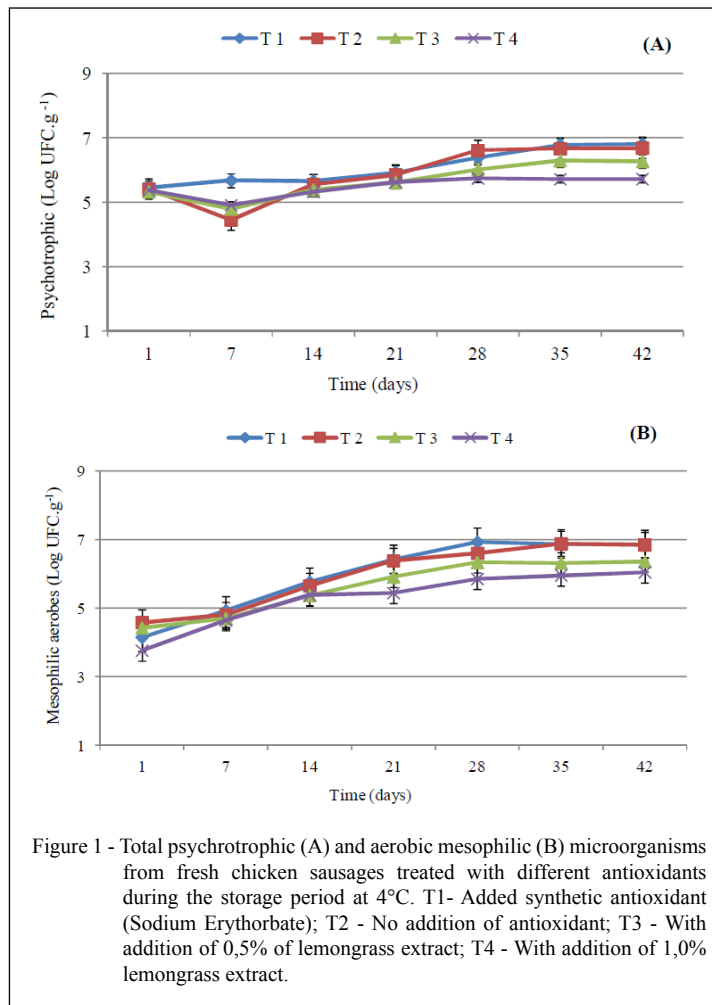 T 1 T 2 T 3 T 4
(A)
Psychotrophic (Log UFC.g-1)
9
7
5
3
1
1 7 14 21 28 35 42
Time (days)
T 1 T 2 T 3 T 4
(B)
Mesophilic aerobes (Log UFC.g-1)
9
7
5
3
1
1 7 14 21 28 35 42
Time (days)
Figure 1 - Total psychrotrophic (A) and aerobic mesophilic (B) microorganisms
from fresh chicken sausages treated with different antioxidants
during the storage period at 4°C. T1- Added synthetic antioxidant
(Sodium Erythorbate); T2 - No addition of antioxidant; T3 - With
addition of 0,5% of lemongrass extract; T4 - With addition of 1,0%
lemongrass extract.